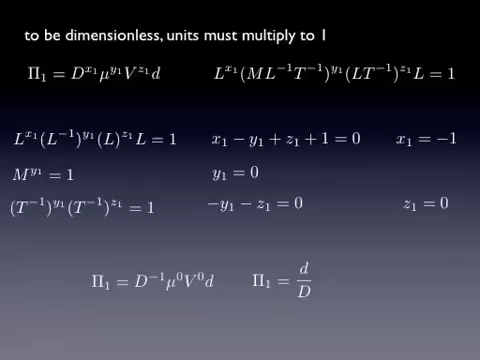 to be dimensionless, units must multiply to 1
Π₁ = D^{x₁} μ^{y₁} V^{z₁} d    L^{x₁}(ML^{−1}T^{−1})^{y₁}(LT^{−1})^{z₁}L = 1
L^{x₁}(L^{−1})^{y₁}(L)^{z₁}L = 1    x₁ − y₁ + z₁ + 1 = 0    x₁ = −1
M^{y₁} = 1    y₁ = 0
(T^{−1})^{y₁}(T^{−1})^{z₁} = 1    −y₁ − z₁ = 0    z₁ = 0
Π₁ = D^{−1}μ^{0}V^{0}d    Π₁ = d/D